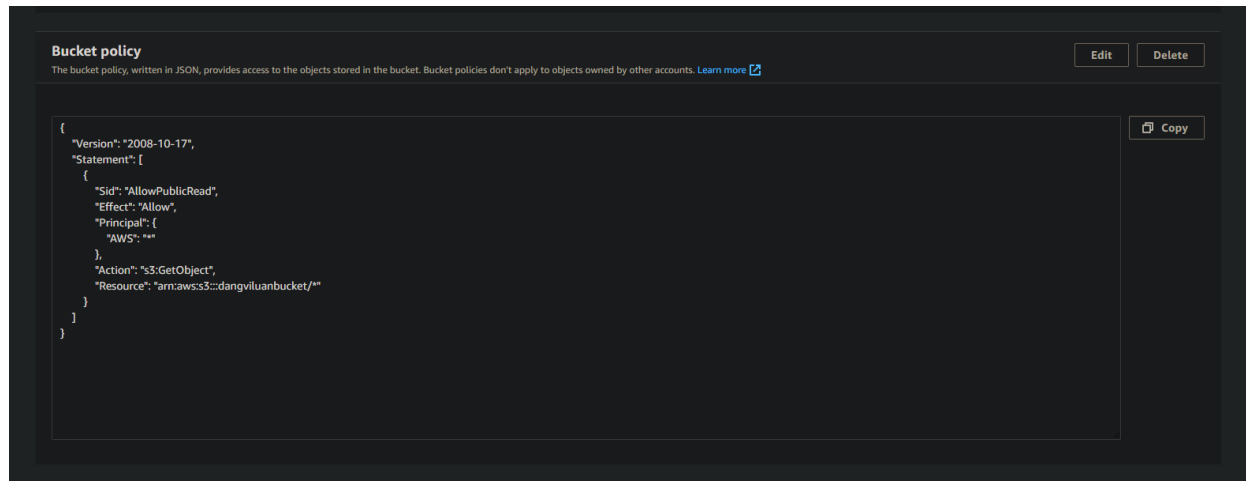 Bucket policy
Edit
Delete
The bucket policy, written in JSON, provides access to the objects stored in the bucket. Bucket policies don't apply to objects owned by other accounts. Learn more
Copy
{
"Version": "2008-10-17",
"Statement": [
{
"Sid": "AllowPublicRead",
"Effect": "Allow",
"Principal": {
"AWS": "*"
},
"Action": "s3:GetObject",
"Resource": "arn:aws:s3:::dangviluanbucket/*"
}
]
}